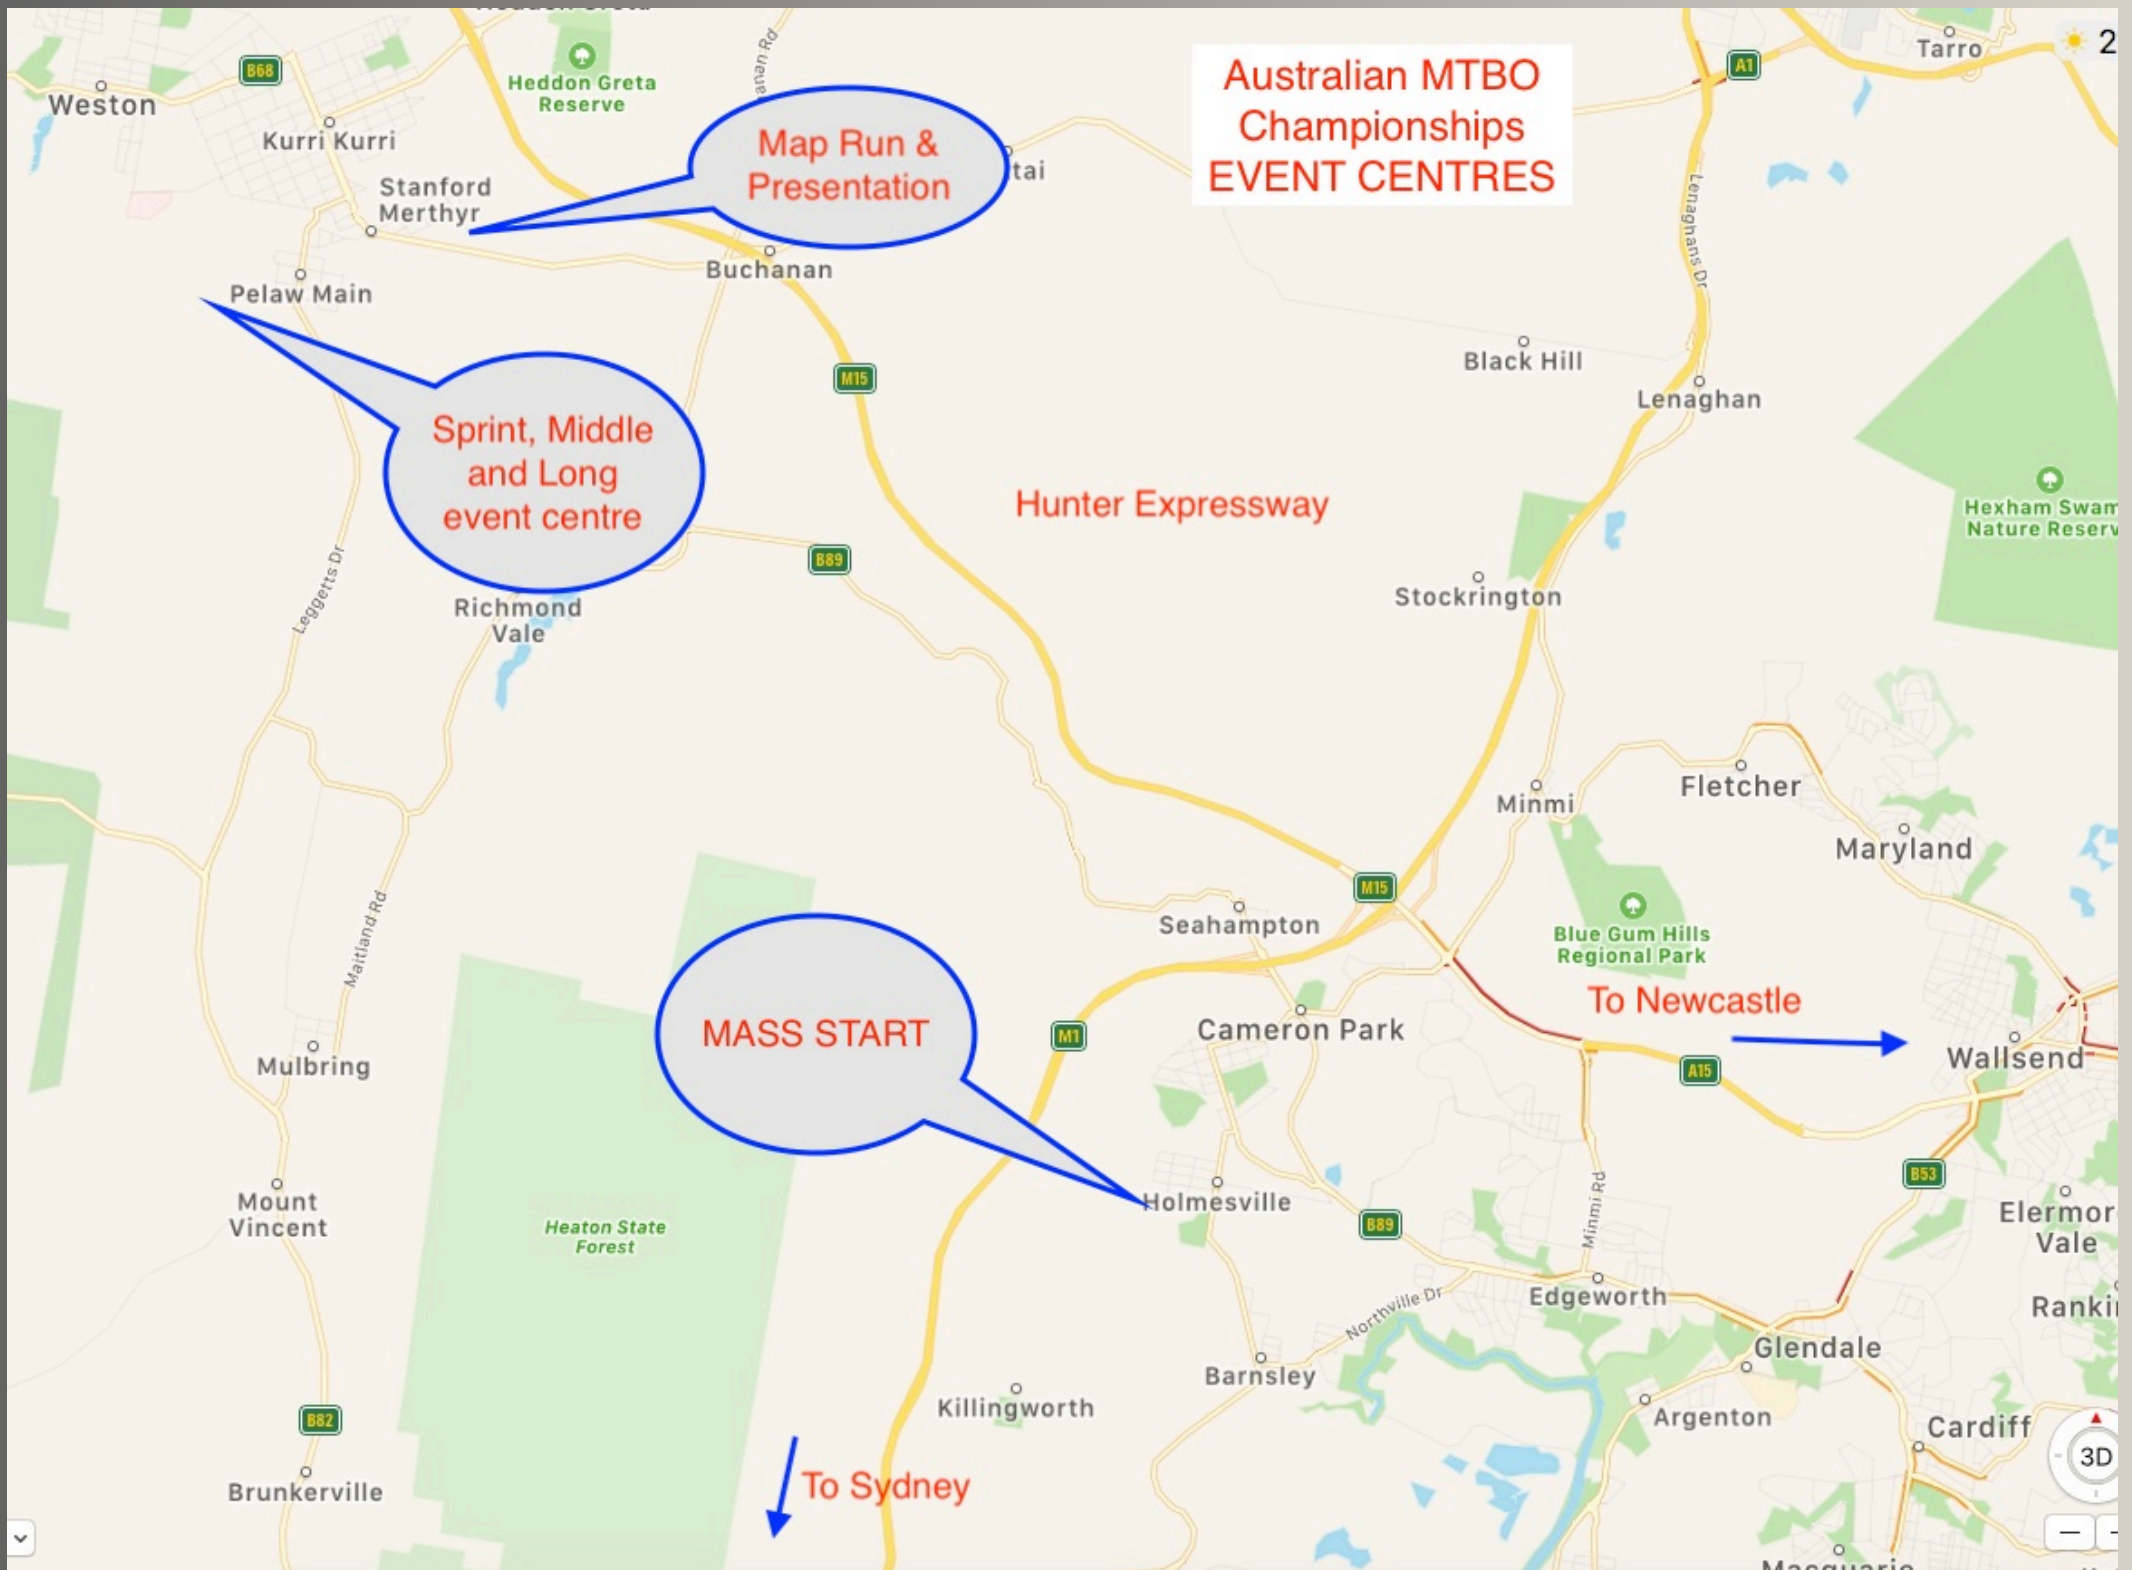 B68
Weston
Kurri Kurri
Heddon Greta
Reserve
Stanford
Merthyr
Pelaw Main
Map Run &
Presentation
Buchanan
Australian MTBO
Championships
EVENT CENTRES
A1
Tarro
2
Lenaghans Dr
Black Hill
Lenaghan
M15
Sprint, Middle
and Long
event centre
Hunter Expressway
Hexham Swam
Nature Reserv
B89
Stockrington
Richmond
Vale
Leggetts Dr
Minmi
Fletcher
Maryland
M15
Seahampton
Blue Gum Hills
Regional Park
To Newcastle
Maitland Rd
MASS START
M1
Cameron Park
A15
Wallsend
Mulbring
Mount
Vincent
Heaton State
Forest
Holmesville
B89
Minmi Rd
B53
Elermor
Vale
Edgeworth
Ranki
Northville Dr
Glendale
Barnsley
Killingworth
Argenton
Cardiff
B82
Brunkerville
To Sydney
3D